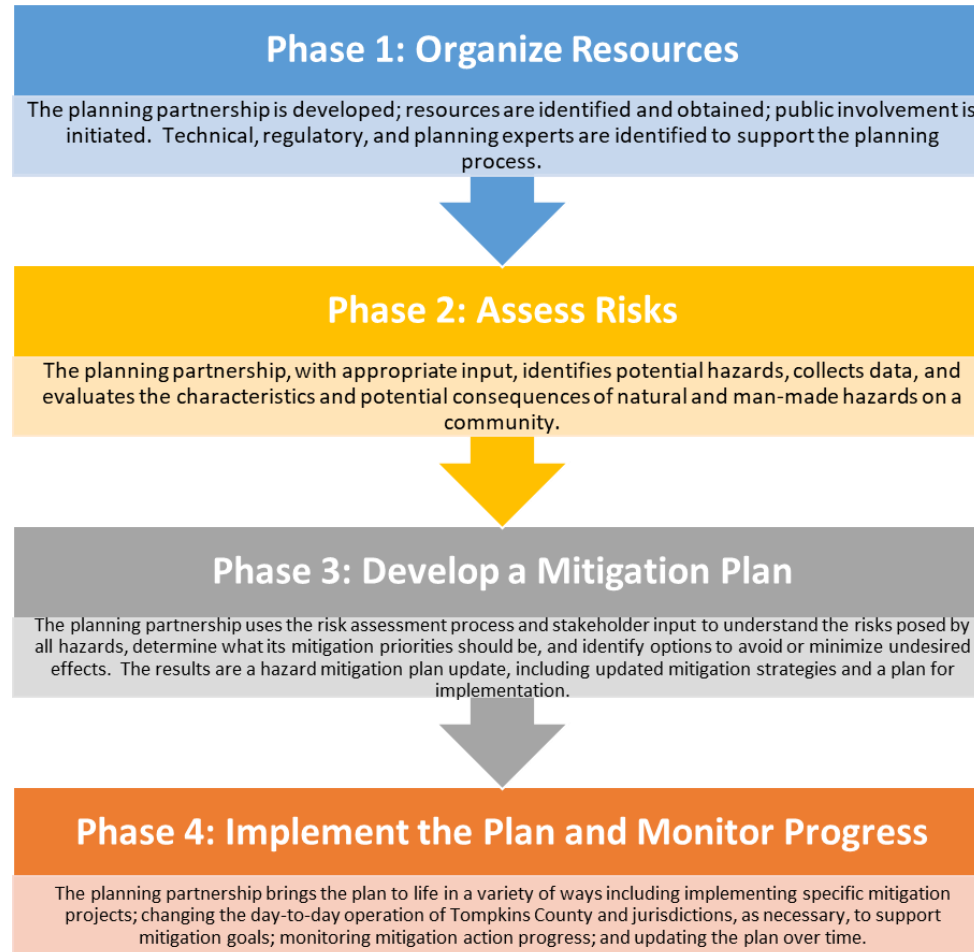 Phase 1: Organize Resources
The planning partnership is developed; resources are identified and obtained; public involvement is
initiated. Technical, regulatory, and planning experts are identified to support the planning
process.
Phase 2: Assess Risks
The planning partnership, with appropriate input, identifies potential hazards, collects data, and
evaluates the characteristics and potential consequences of natural and man-made hazards on a
community.
Phase 3: Develop a Mitigation Plan
The planning partnership uses the risk assessment process and stakeholder input to understand the risks posed by
all hazards, determine what its mitigation priorities should be, and identify options to avoid or minimize undesired
effects. The results are a hazard mitigation plan update, including updated mitigation strategies and a plan for
implementation.
Phase 4: Implement the Plan and Monitor Progress
The planning partnership brings the plan to life in a variety of ways including implementing specific mitigation
projects; changing the day-to-day operation of Tompkins County and jurisdictions, as necessary, to support
mitigation goals; monitoring mitigation action progress; and updating the plan over time.